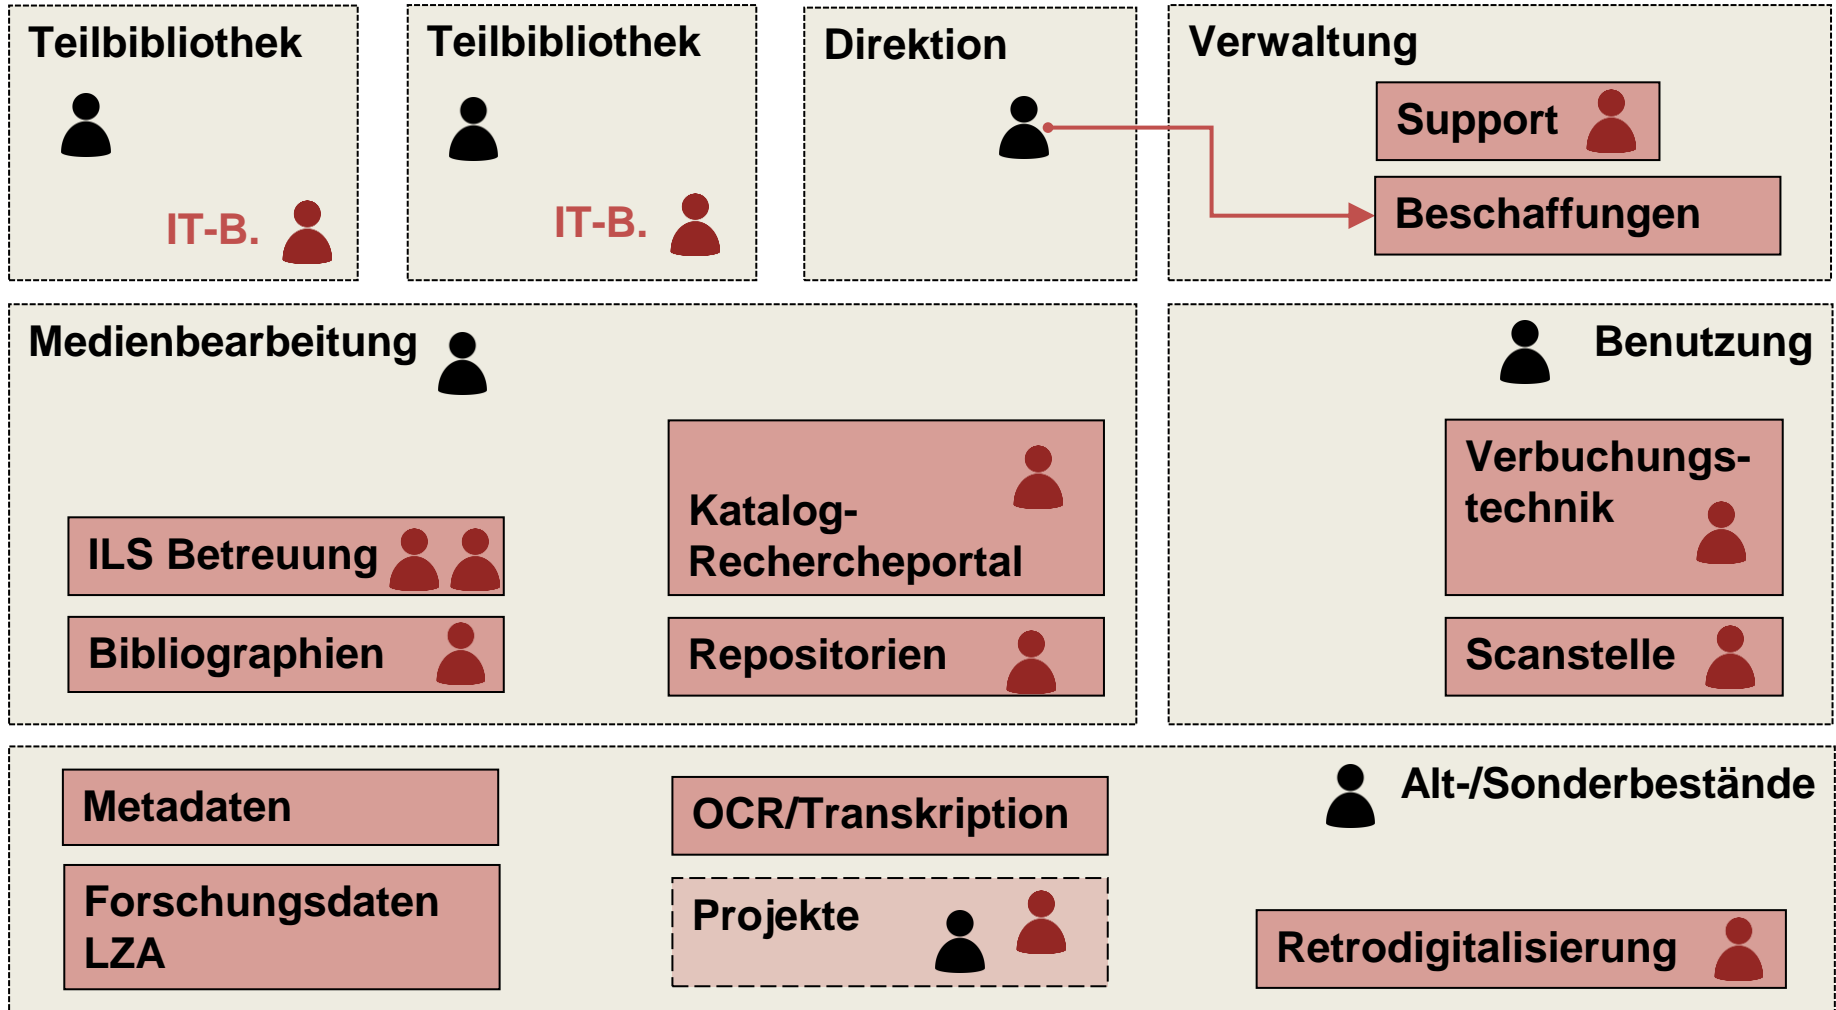 Teilbibliothek
IT-B.
Teilbibliothek
IT-B.
Direktion
Verwaltung
Support
Beschaffungen
Medienbearbeitung
ILS Betreuung
Bibliographien
Katalog-
Rechercheportal
Repositorien
Benutzung
Verbuchungs-
technik
Scanstelle
Alt-/Sonderbestände
Metadaten
Forschungsdaten
LZA
OCR/Transkription
Projekte
Retrodigitalisierung